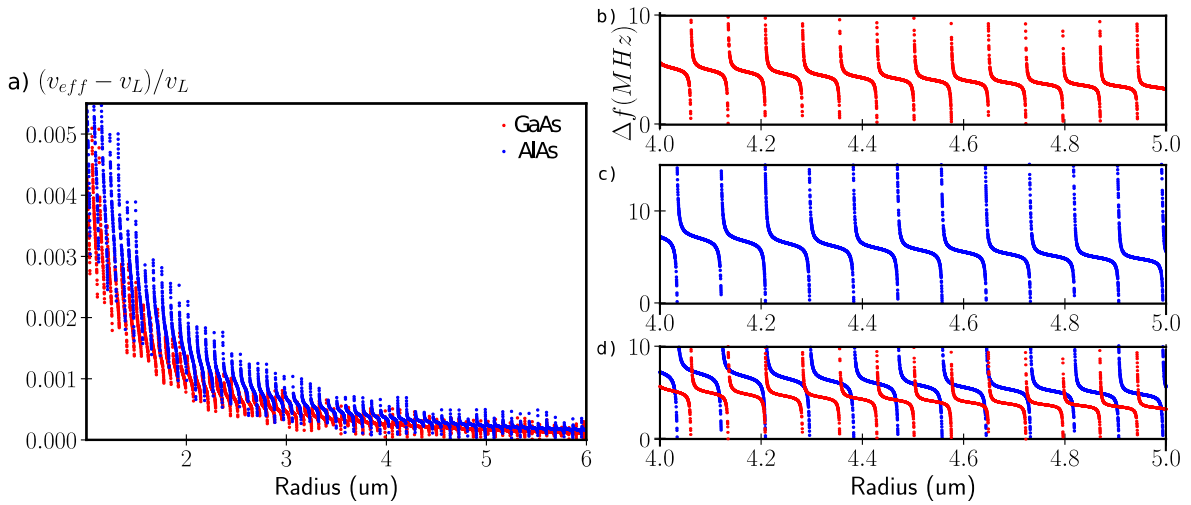 a) (v_eff − v_L)/v_L
0.005
0.004
0.003
0.002
0.001
0.000
GaAs
AlAs
2 3 4 5 6
Radius (um)
b)
Δf(MHz)
10
0
4.0 4.2 4.4 4.6 4.8 5.0
c)
10
0
4.0 4.2 4.4 4.6 4.8 5.0
d)
10
0
4.0 4.2 4.4 4.6 4.8 5.0
Radius (um)